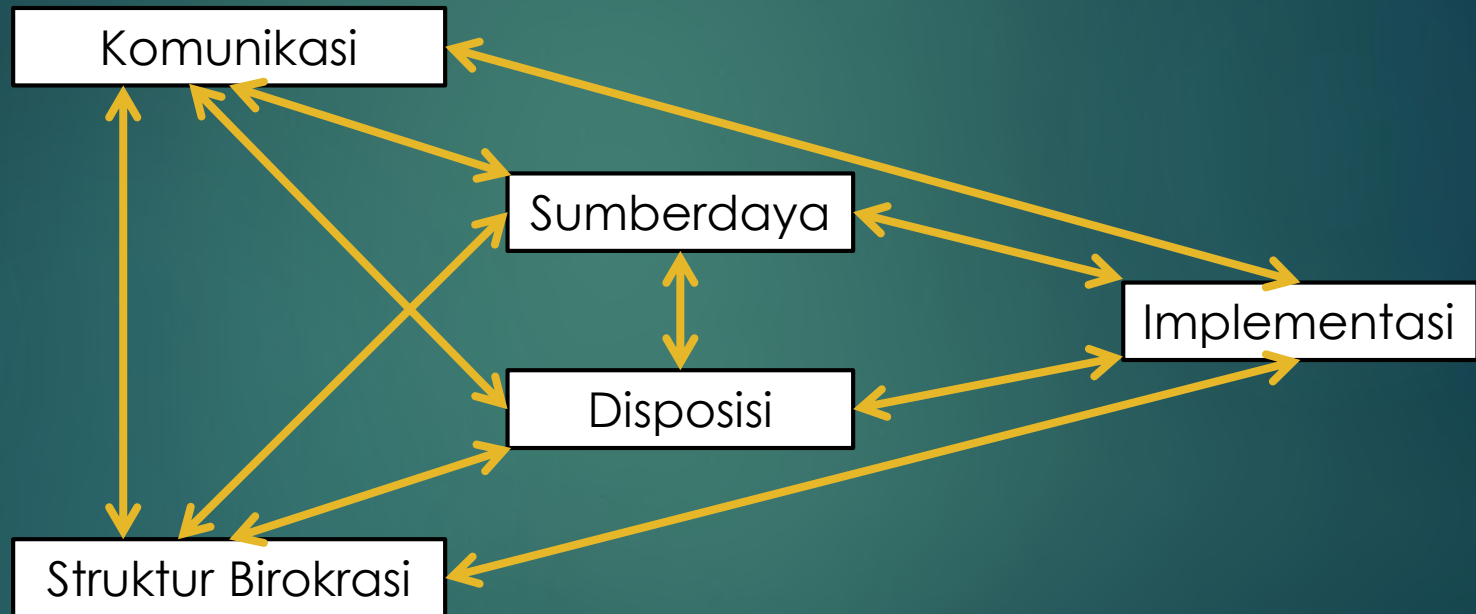 Komunikasi
Sumberdaya
Implementasi
Disposisi
Struktur Birokrasi